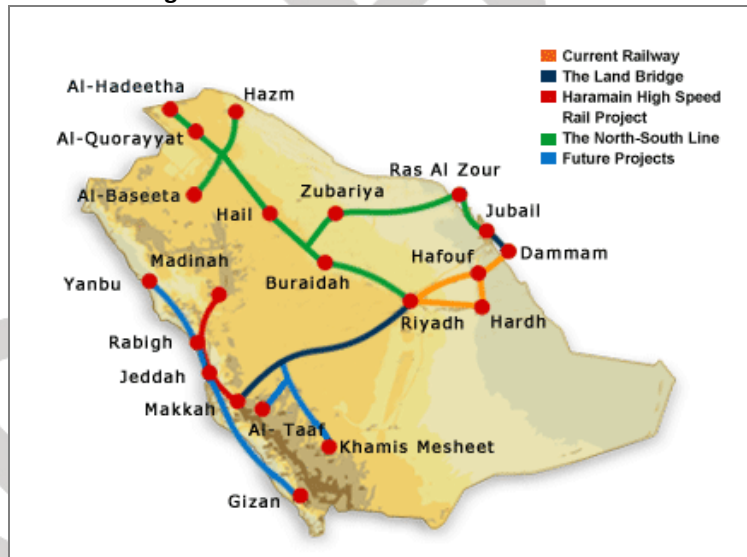 Current Railway
The Land Bridge
Haramain High Speed
Rail Project
The North-South Line
Future Projects
Al-Hadeetha
Hazm
Al-Quorayyat
Ras Al Zour
Al-Baseeta
Zubariya
Jubail
Hail
Hafouf
Dammam
Madinah
Yanbu
Buraidah
Riyadh
Hardh
Rabigh
Jeddah
Makkah
Al- Taaf
Khamis Mesheet
Gizan